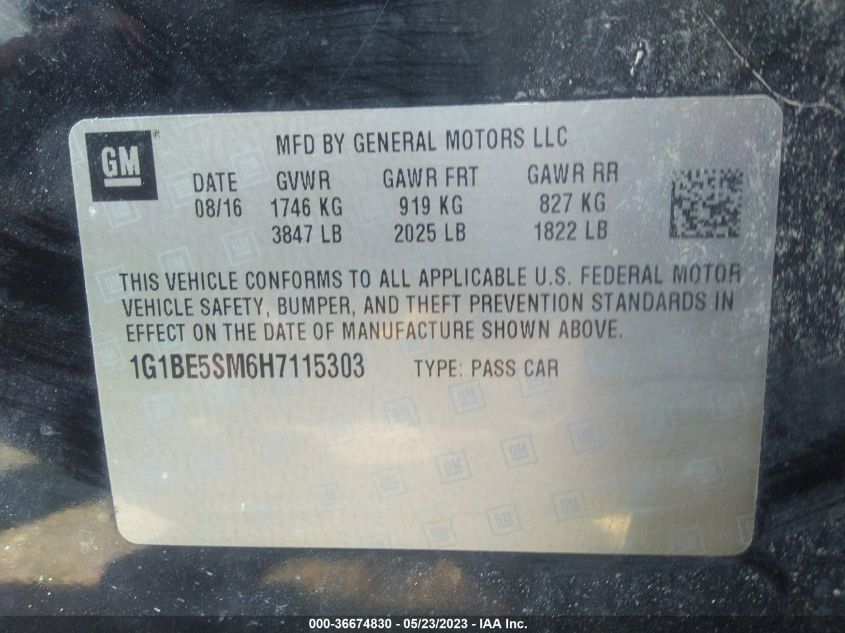 GM
MFD BY GENERAL MOTORS LLC
DATE GVWR GAWR FRT GAWR RR
08/16 1746 KG 919 KG 827 KG
3847 LB 2025 LB 1822 LB
THIS VEHICLE CONFORMS TO ALL APPLICABLE U.S. FEDERAL MOTOR
VEHICLE SAFETY, BUMPER, AND THEFT PREVENTION STANDARDS IN
EFFECT ON THE DATE OF MANUFACTURE SHOWN ABOVE.
1G1BE5SM6H7115303 TYPE: PASS CAR
000-36674830 - 05/23/2023 - IAA Inc.